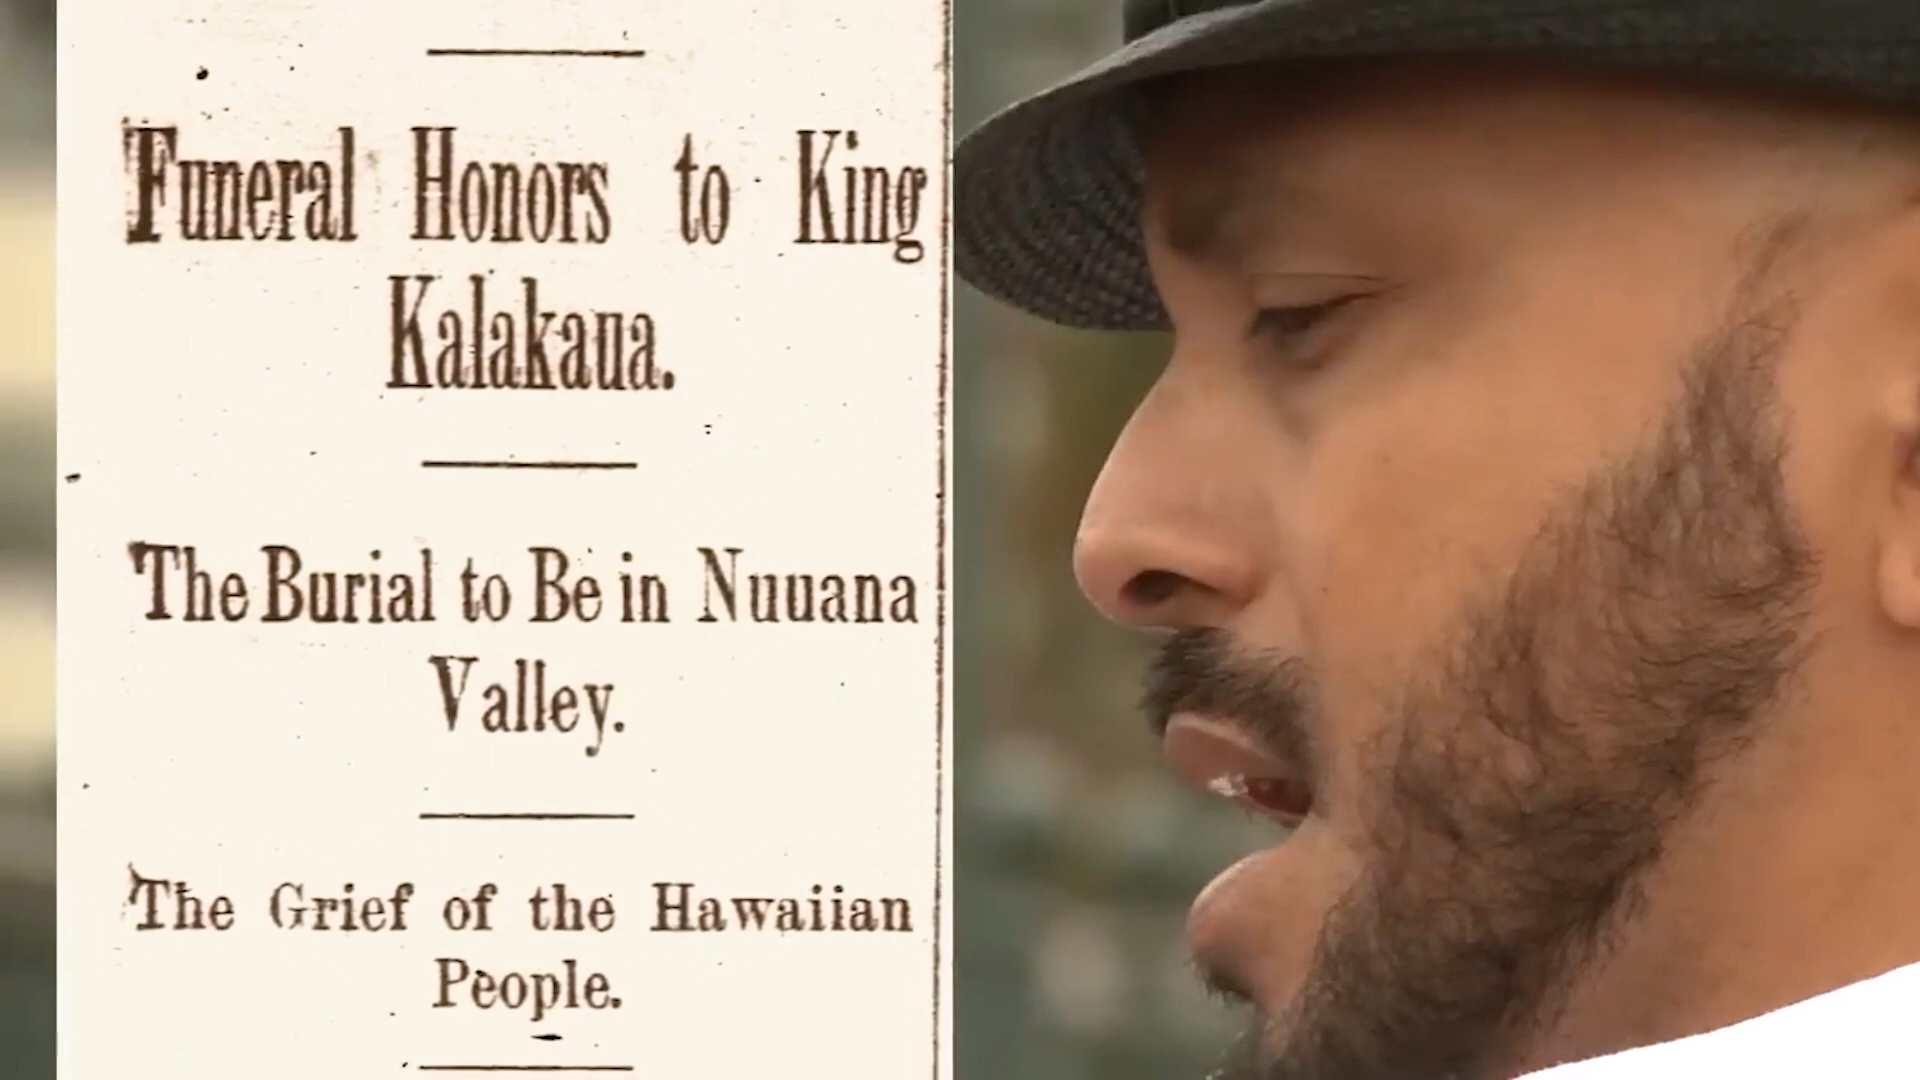 Funeral Honors to King
Kalakaua.
The Burial to Be in Nuuana
Valley.
The Grief of the Hawaiian
People.